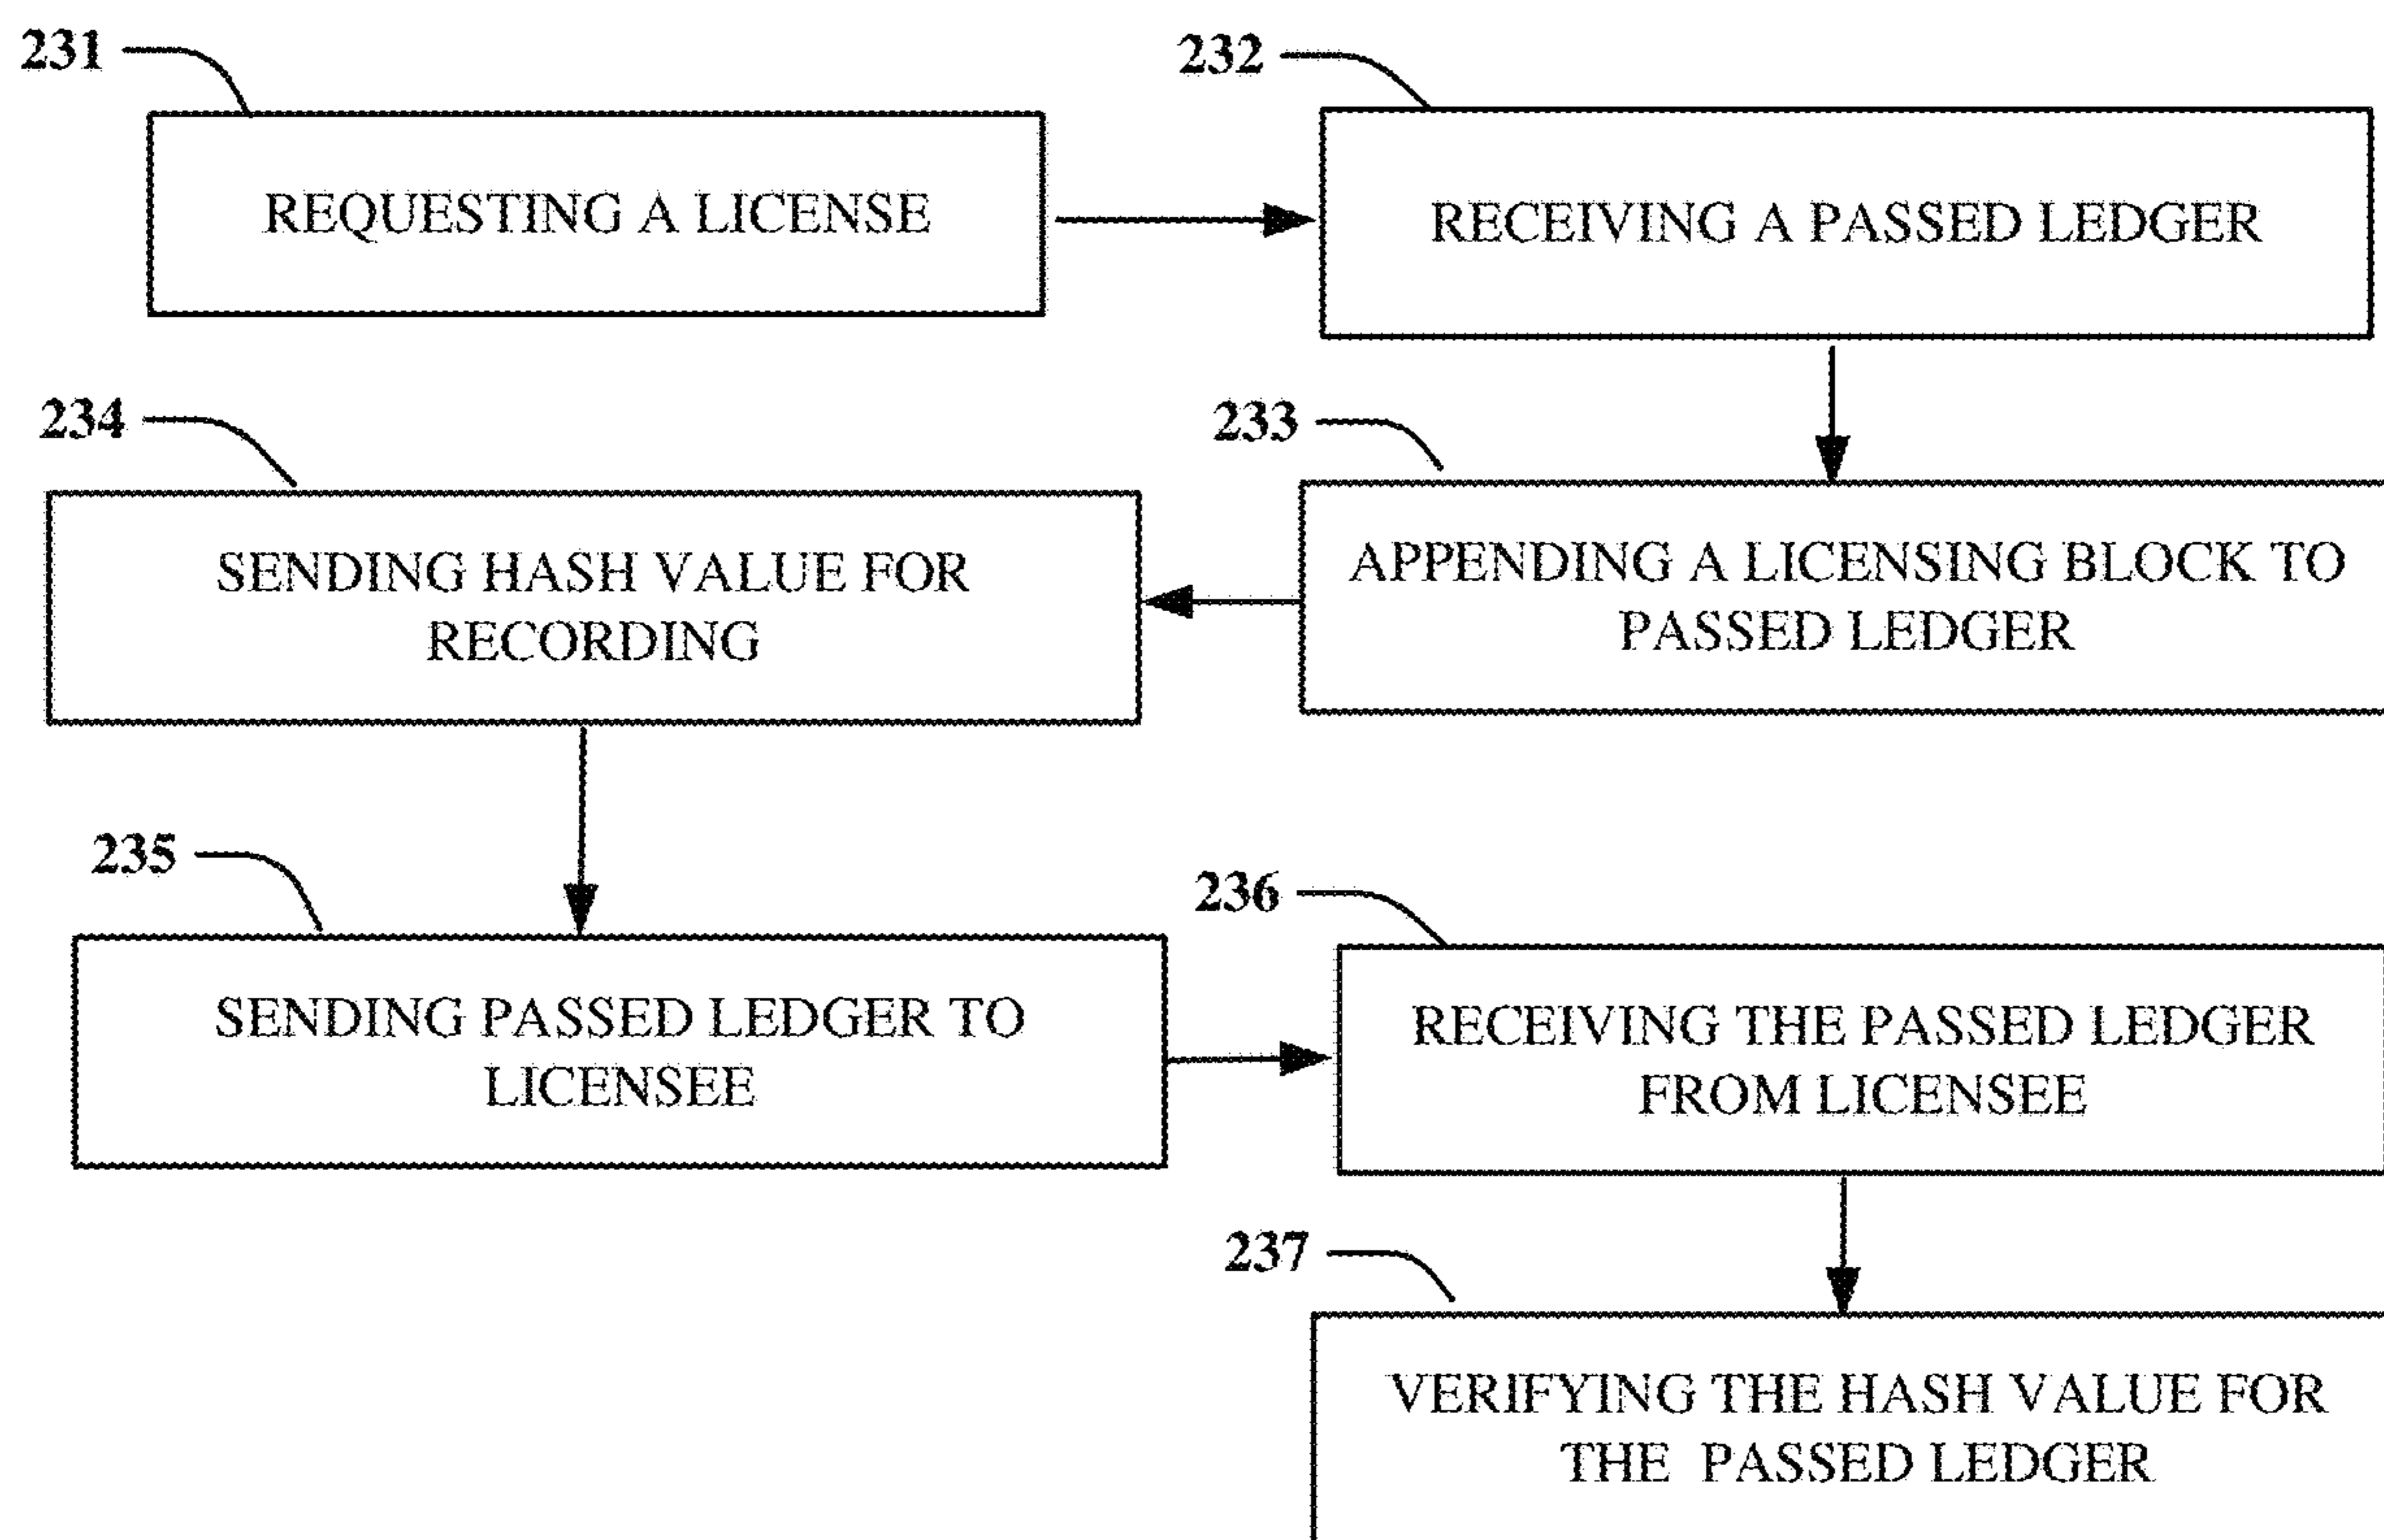 231
REQUESTING A LICENSE
232
RECEIVING A PASSED LEDGER
233
APPENDING A LICENSING BLOCK TO
PASSED LEDGER
234
SENDING HASH VALUE FOR
RECORDING
235
SENDING PASSED LEDGER TO
LICENSEE
236
RECEIVING THE PASSED LEDGER
FROM LICENSEE
237
VERIFYING THE HASH VALUE FOR
THE PASSED LEDGER